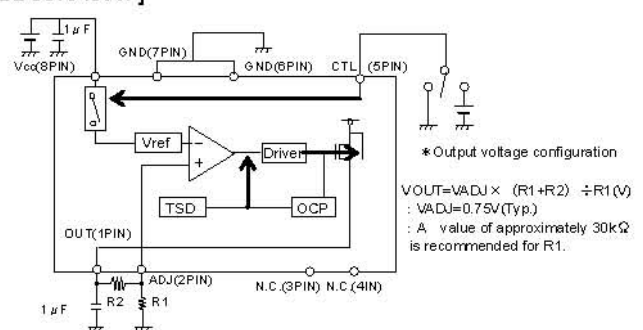 1μF
GND(7PIN)
Vcc(8PIN)
GND(6PIN)
CTL (5PIN)
Vref
-
+
Driver
*Output voltage configuration
VOUT=VADJ× (R1+R2) ÷R1(V)
: VADJ=0.75V(Typ.)
: A value of approximately 30kΩ
is recommended for R1.
TSD
OCP
OUT(1PIN)
ADJ(2PIN)
N.C.(3PIN) N.C.(4IN)
1μF
R2
R1